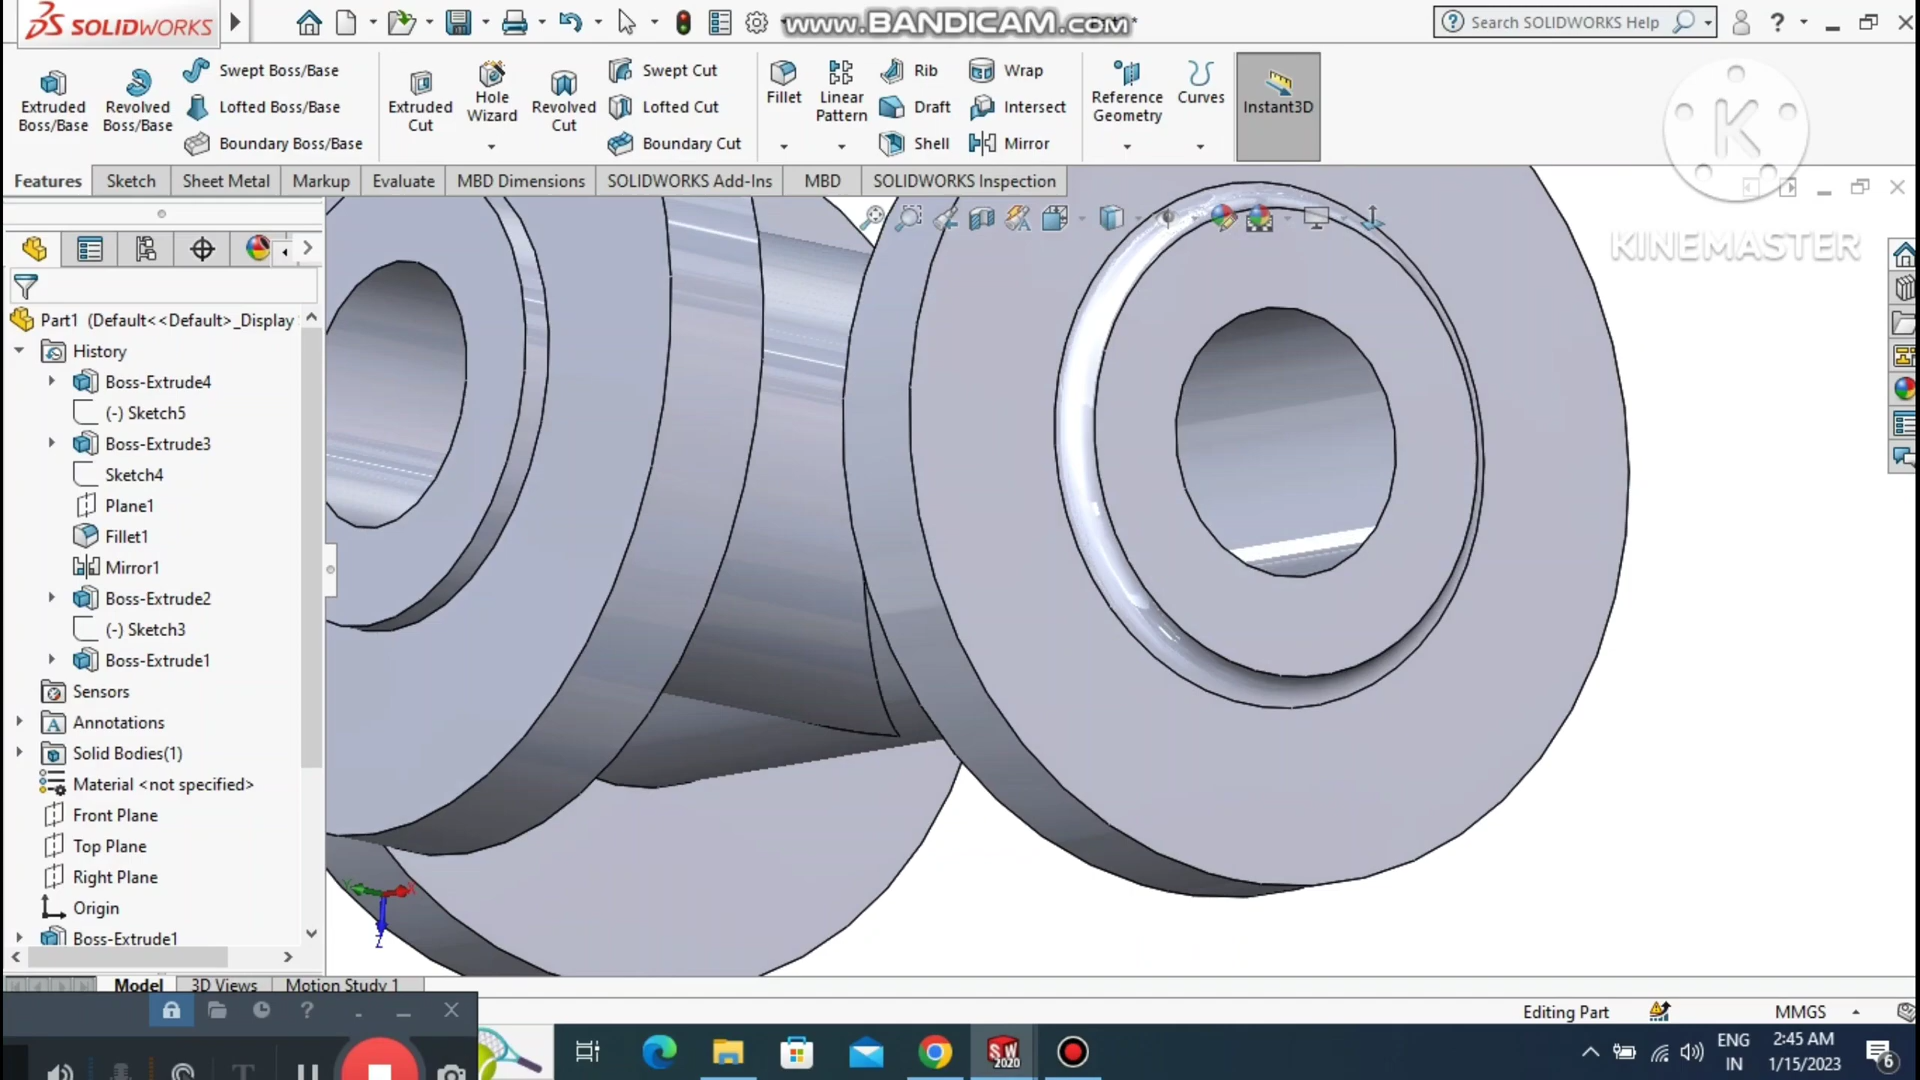 SOLIDWORKS
www.BANDICAM.com
*
Search SOLIDWORKS Help
?
Extruded Boss/Base
Revolved Boss/Base
Swept Boss/Base
Lofted Boss/Base
Boundary Boss/Base
Extruded Cut
Hole Wizard
Revolved Cut
Swept Cut
Lofted Cut
Boundary Cut
Fillet
Linear Pattern
Rib
Draft
Shell
Wrap
Intersect
Mirror
Reference Geometry
Curves
Instant3D
K
KINEMASTER
Features
Sketch
Sheet Metal
Markup
Evaluate
MBD Dimensions
SOLIDWORKS Add-Ins
MBD
SOLIDWORKS Inspection
Part1 (Default<<Default>_Display
History
Boss-Extrude4
(-) Sketch5
Boss-Extrude3
Sketch4
Plane1
Fillet1
Mirror1
Boss-Extrude2
(-) Sketch3
Boss-Extrude1
Sensors
Annotations
Solid Bodies(1)
Material <not specified>
Front Plane
Top Plane
Right Plane
Origin
Boss-Extrude1
Z
Model
3D Views
Motion Study 1
Editing Part
MMGS
SW
2020
ENG
IN
2:45 AM
1/15/2023
6